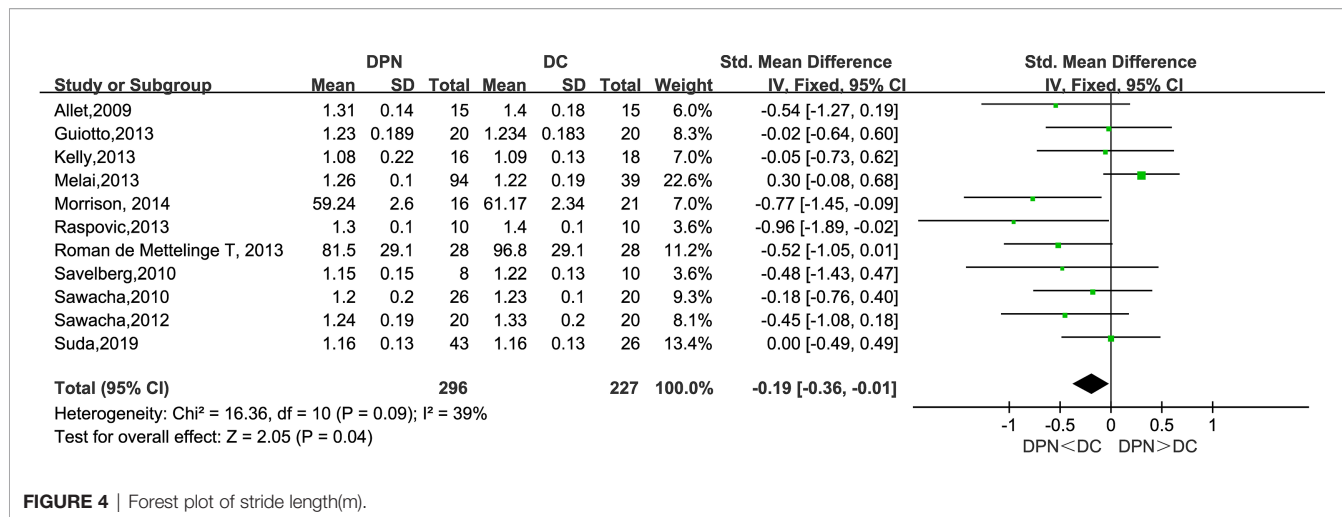 DPN DC Std. Mean Difference Std. Mean Difference
Study or Subgroup Mean SD Total Mean SD Total Weight IV, Fixed, 95% CI IV, Fixed, 95% CI
Allet,2009 1.31 0.14 15 1.4 0.18 15 6.0% -0.54 [-1.27, 0.19]
Guiotto,2013 1.23 0.189 20 1.234 0.183 20 8.3% -0.02 [-0.64, 0.60]
Kelly,2013 1.08 0.22 16 1.09 0.13 18 7.0% -0.05 [-0.73, 0.62]
Melai,2013 1.26 0.1 94 1.22 0.19 39 22.6% 0.30 [-0.08, 0.68]
Morrison, 2014 59.24 2.6 16 61.17 2.34 21 7.0% -0.77 [-1.45, -0.09]
Raspovic,2013 1.3 0.1 10 1.4 0.1 10 3.6% -0.96 [-1.89, -0.02]
Roman de Mettelinge T, 2013 81.5 29.1 28 96.8 29.1 28 11.2% -0.52 [-1.05, 0.01]
Savelberg,2010 1.15 0.15 8 1.22 0.13 10 3.6% -0.48 [-1.43, 0.47]
Sawacha,2010 1.2 0.2 26 1.23 0.1 20 9.3% -0.18 [-0.76, 0.40]
Sawacha,2012 1.24 0.19 20 1.33 0.2 20 8.1% -0.45 [-1.08, 0.18]
Suda,2019 1.16 0.13 43 1.16 0.13 26 13.4% 0.00 [-0.49, 0.49]
Total (95% CI) 296 227 100.0% -0.19 [-0.36, -0.01]
Heterogeneity: Chi² = 16.36, df = 10 (P = 0.09); I² = 39%
Test for overall effect: Z = 2.05 (P = 0.04)
-1 -0.5 0 0.5 1
DPN<DC DPN>DC
FIGURE 4 | Forest plot of stride length(m).